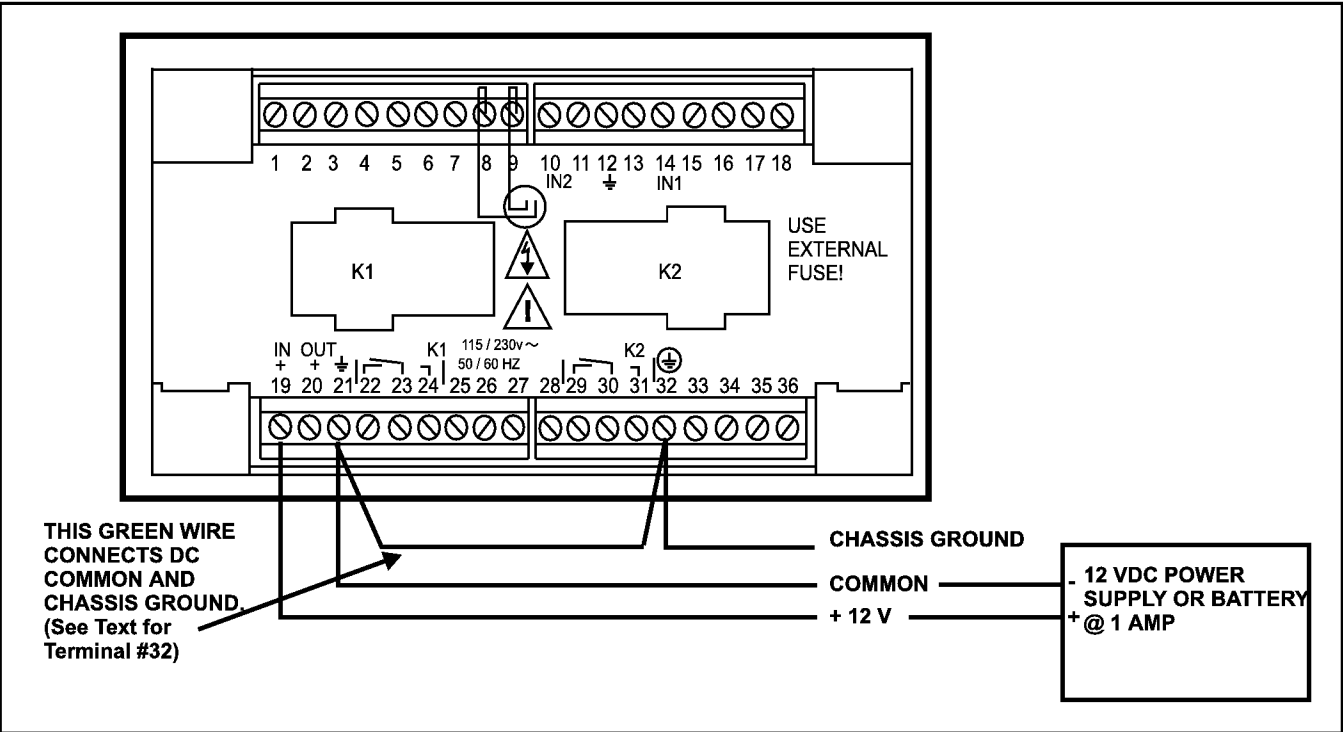 1 2 3 4 5 6 7 8 9 10 11 12 13 14 15 16 17 18
IN2 IN1
USE
EXTERNAL
FUSE!
K1
K2
IN OUT K1 115 / 230v~ K2
+ + 50 / 60 HZ
19 20 21 22 23 24 25 26 27 28 29 30 31 32 33 34 35 36
THIS GREEN WIRE
CONNECTS DC
COMMON AND
CHASSIS GROUND.
(See Text for
Terminal #32)
CHASSIS GROUND
COMMON
+ 12 V
- 12 VDC POWER
SUPPLY OR BATTERY
+ @ 1 AMP